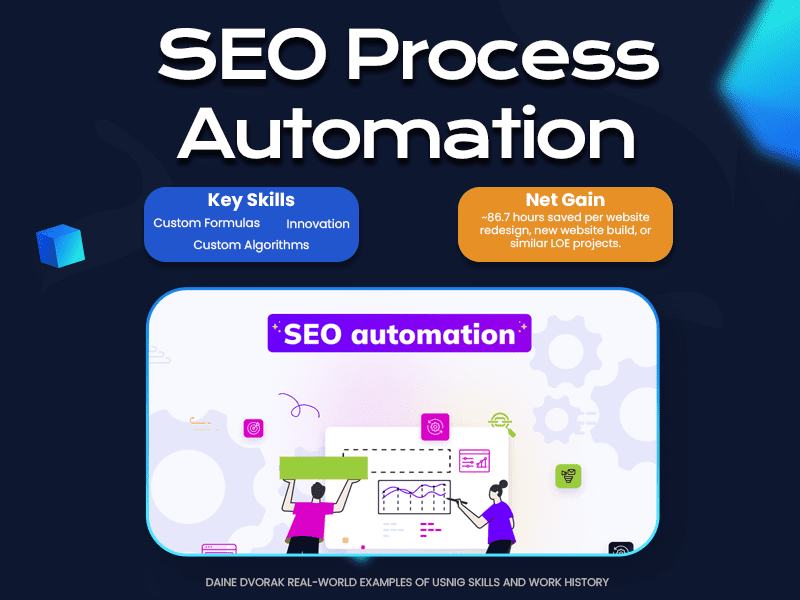 SEO Process
Automation
Key Skills
Custom Formulas
Innovation
Custom Algorithms
Net Gain
~86.7 hours saved per website
redesign, new website build, or
similar LOE projects.
SEO automation
DAINE DVORAK REAL-WORLD EXAMPLES OF USNIG SKILLS AND WORK HISTORY